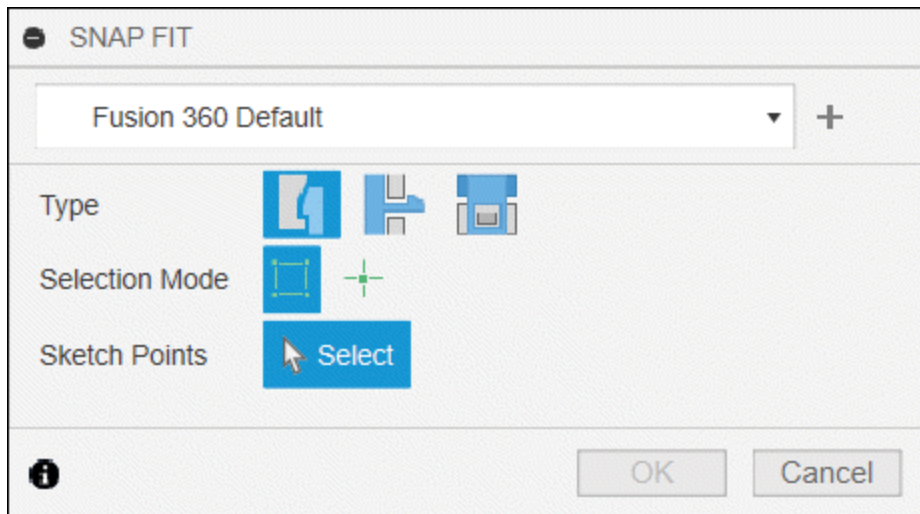 SNAP FIT
Fusion 360 Default
Type
Selection Mode
Sketch Points
Select
OK
Cancel